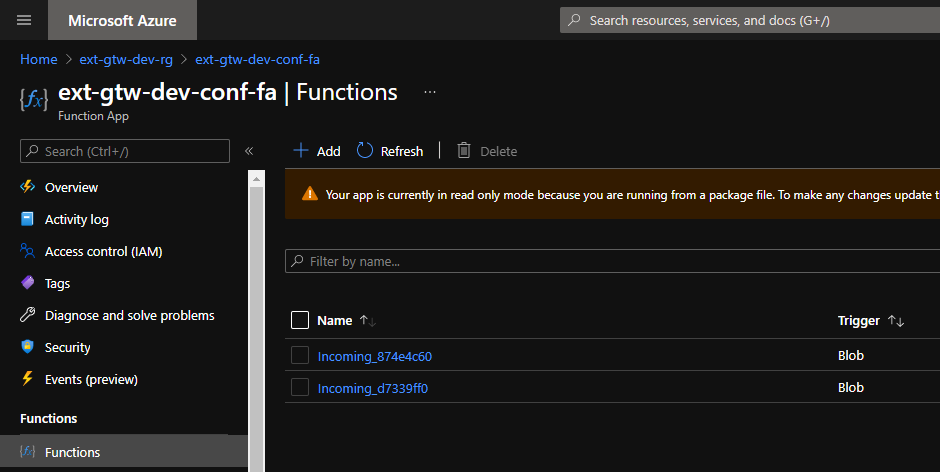 Microsoft Azure
Search resources, services, and docs (G+/)
Home > ext-gtw-dev-rg > ext-gtw-dev-conf-fa
{fx} ext-gtw-dev-conf-fa | Functions ...
Function App
Search (Ctrl+/) «
+ Add Refresh | Delete
Overview
Activity log
Access control (IAM)
Tags
Diagnose and solve problems
Security
Events (preview)
Functions
Functions
Your app is currently in read only mode because you are running from a package file. To make any changes update t
Filter by name...
Name ↑↓ Trigger ↑↓
Incoming_874e4c60 Blob
Incoming_d7339ff0 Blob